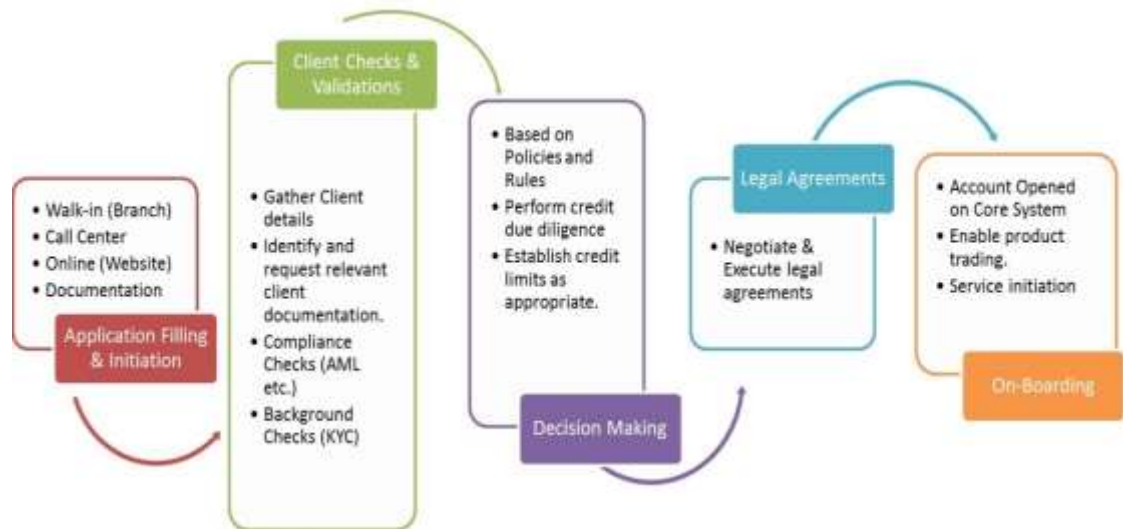 • Walk-in (Branch)
• Call Center
• Online (Website)
• Documentation
Application Filling
& Initiation
Client Checks &
Validations
• Gather Client
details
• Identify and
request relevant
client
documentation.
• Compliance
Checks (AML
etc.)
• Background
Checks (KYC)
• Based on
Policies and
Rules
• Perform credit
due diligence
• Establish credit
limits as
appropriate.
Decision Making
Legal Agreements
• Negotiate &
Execute legal
agreements
• Account Opened
on Core System
• Enable product
trading.
• Service initiation
On-Boarding